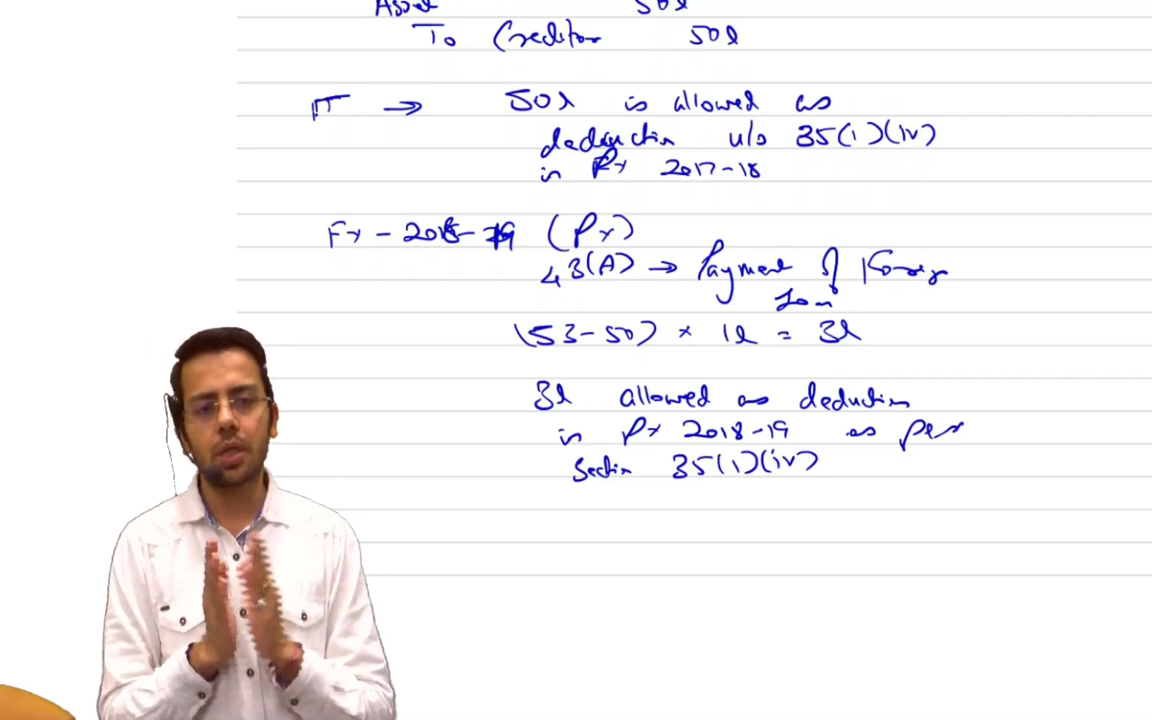 Asset 50l
To Creditor 50l
IT → 50l is allowed as
deduction u/s 35(1)(iv)
in PY 2017-18
FY - 2018-19 (PY)
43(A) → Payment of Foreign
Loan
(53-50) × 1l = 3l
3l allowed as deduction
in PY 2018-19 as per
Section 35(1)(iv)